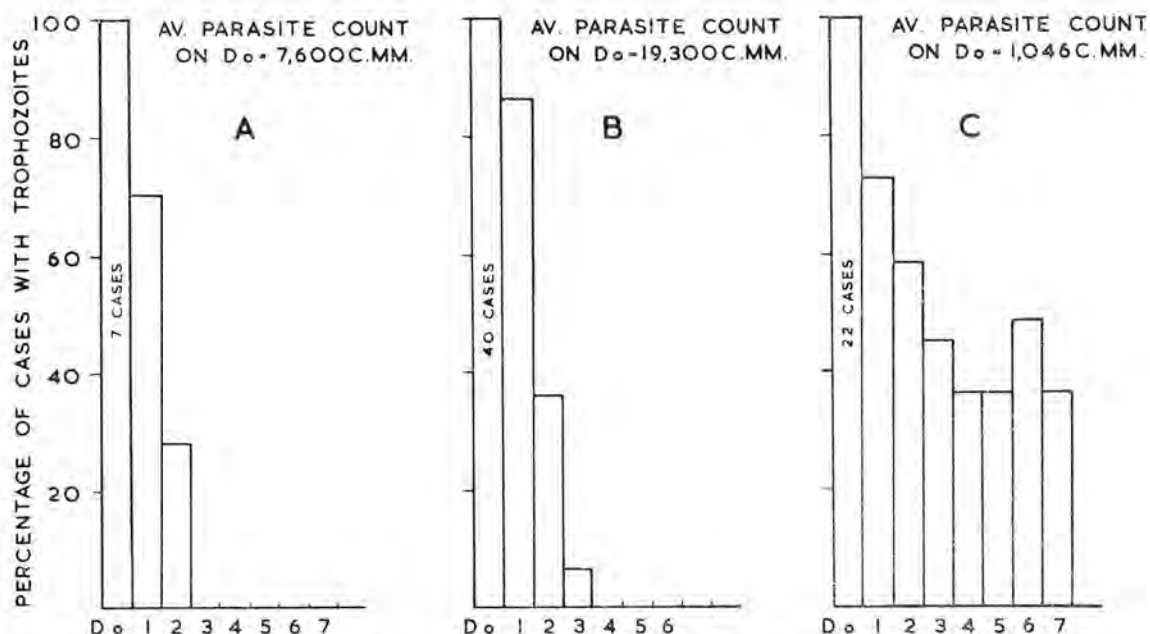 PERCENTAGE OF CASES WITH TROPHOZOITES
100
80
60
40
20
AV. PARASITE COUNT
ON Do = 7,600 C.MM.
A
7 CASES
Do 1 2 3 4 5 6 7
AV. PARASITE COUNT
ON Do = 19,300 C.MM.
B
40 CASES
Do 1 2 3 4 5 6
AV. PARASITE COUNT
ON Do = 1,046 C.MM.
C
22 CASES
Do 1 2 3 4 5 6 7